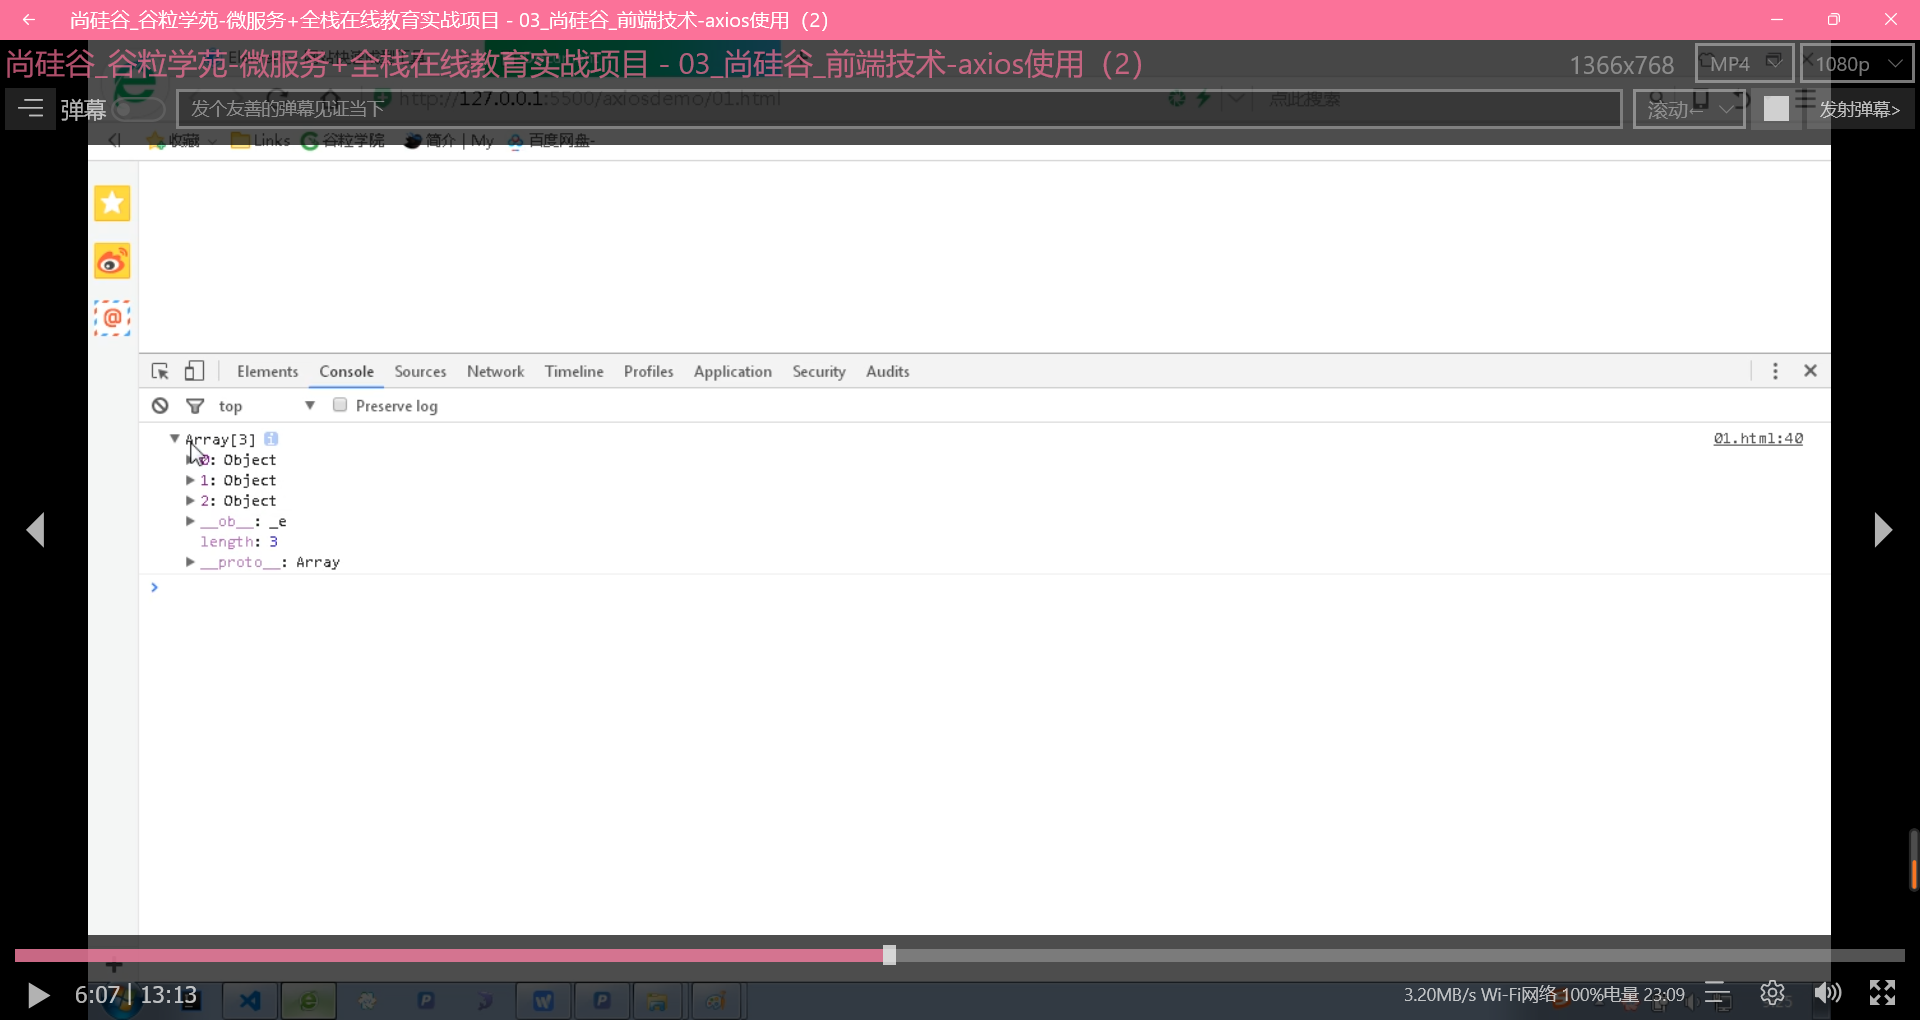 尚硅谷_谷粒学苑-微服务+全栈在线教育实战项目 - 03_尚硅谷_前端技术-axios使用（2）
尚硅谷_谷粒学苑-微服务+全栈在线教育实战项目 - 03_尚硅谷_前端技术-axios使用（2）
1366x768 MP4 1080p
弹幕 发个友善的弹幕见证当下 滚动← 发射弹幕>
http://127.0.0.1:5500/axiosdemo/01.html 点此搜索
收藏 Links 谷粒学院 简介 | My 百度网盘-
Elements Console Sources Network Timeline Profiles Application Security Audits
top Preserve log
Array[3] i 01.html:40
0: Object
1: Object
2: Object
__ob__: _e
length: 3
__proto__: Array
6:07 | 13:13 3.20MB/s Wi-Fi网络 100%电量 23:09